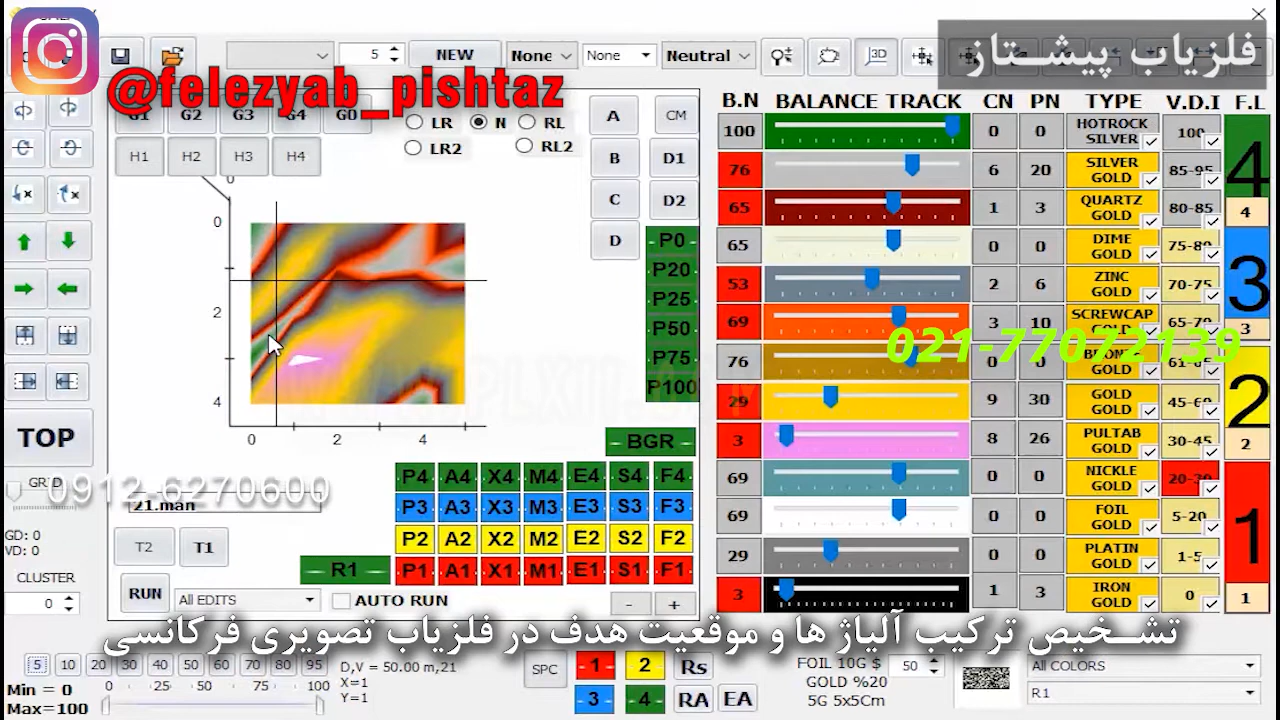 فلزیاب پیشـــتاز
@felezyab_pishtaz
5 NEW None None Neutral 3D
G2 G3 G4 G0
LR N RL
LR2 RL2
H1 H2 H3 H4
A CM
B D1
C D2
D
P0
P20
P25
P50
P75
P100
0
0
2
4
0 2 4
TOP
GRID
0912-6270600
21.man
GD: 0
VD: 0
CLUSTER
0
T2 T1
RUN All EDITS AUTO RUN
BGR
P4 A4 X4 M4 E4 S4 F4
P3 A3 X3 M3 E3 S3 F3
P2 A2 X2 M2 E2 S2 F2
R1 P1 A1 X1 M1 E1 S1 F1
- +
B.N BALANCE TRACK CN PN TYPE V.D.I F.L
100 0 0 HOTROCK SILVER 100
76 6 20 SILVER GOLD 85-95
65 1 3 QUARTZ GOLD 80-85
65 0 0 DIME GOLD
53 2 6 ZINC GOLD 70-75
69 3 10 SCREWCAP GOLD
021-77072139
76
29 9 30 GOLD GOLD
3 8 26 PULTAB GOLD 30-45
69 0 0 NICKLE GOLD
69 0 0 FOIL GOLD 5-20
29 0 0 PLATIN GOLD 1-5
3 1 3 IRON GOLD 0
4
4
3
3
2
2
1
1
تشـــخیص ترکیب آلیاژ ها و موقعیت هدف در فلزیاب تصویری فرکانسی
5 10 20 30 40 50 60 70 80 95
Min = 0
Max=100
0 25 50 75 100
D,V = 50.00 m,21
X=1
Y=1
SPC 1 2 Rs
3 4 RA EA
FOIL 10G $ 50
GOLD %20
5G 5x5Cm
All COLORS
R1